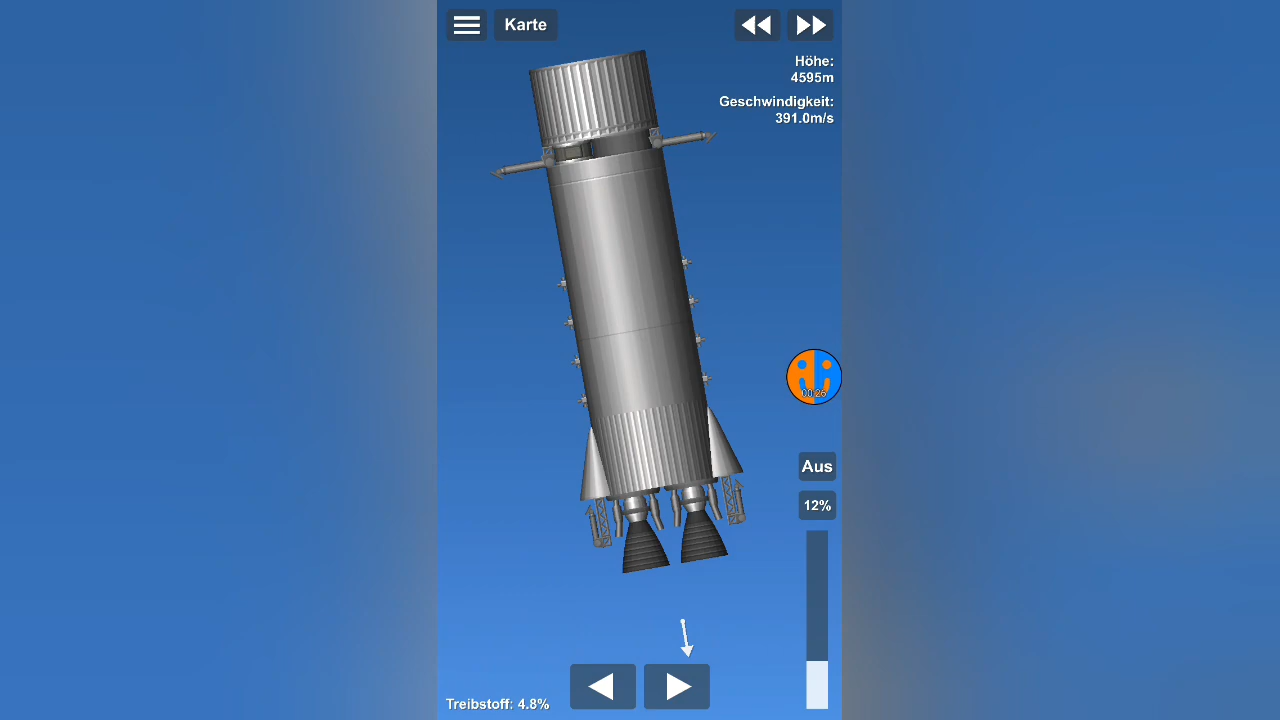 Karte
Höhe:
4595m
Geschwindigkeit:
391.0m/s
00:26
Aus
12%
Treibstoff: 4.8%